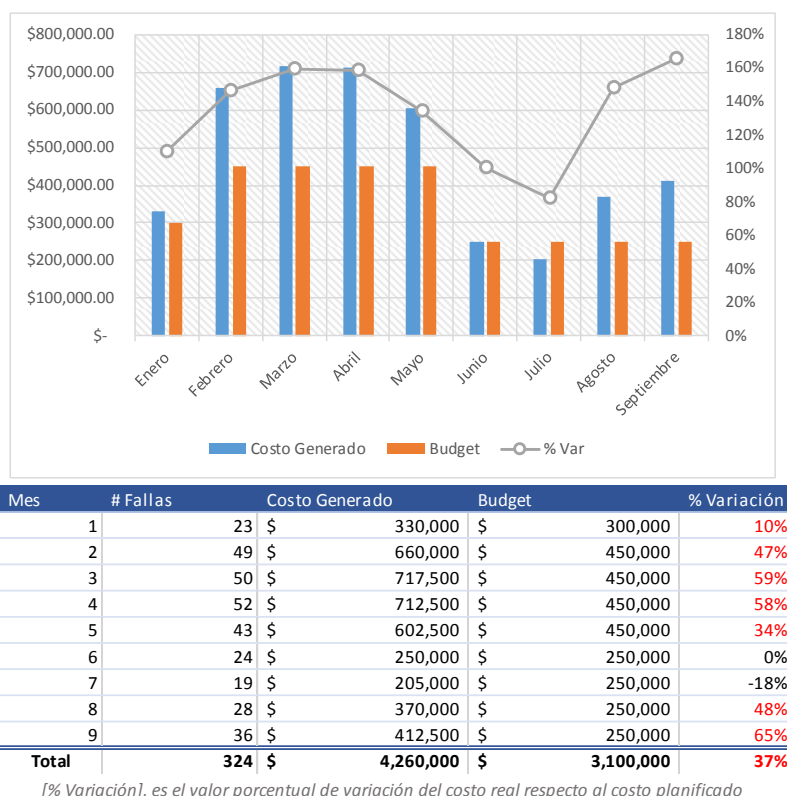 $800,000.00 180%
$700,000.00 160%
$600,000.00 140%
$500,000.00 120%
$400,000.00 100%
$300,000.00 80%
$200,000.00 60%
$100,000.00 40%
$- 20%
0%
Enero Febrero Marzo Abril Mayo Junio Julio Agosto Septiembre
Costo Generado Budget % Var
Mes # Fallas Costo Generado Budget % Variación
1 23 $ 330,000 $ 300,000 10%
2 49 $ 660,000 $ 450,000 47%
3 50 $ 717,500 $ 450,000 59%
4 52 $ 712,500 $ 450,000 58%
5 43 $ 602,500 $ 450,000 34%
6 24 $ 250,000 $ 250,000 0%
7 19 $ 205,000 $ 250,000 -18%
8 28 $ 370,000 $ 250,000 48%
9 36 $ 412,500 $ 250,000 65%
Total 324 $ 4,260,000 $ 3,100,000 37%
[% Variación], es el valor porcentual de variación del costo real respecto al costo planificado